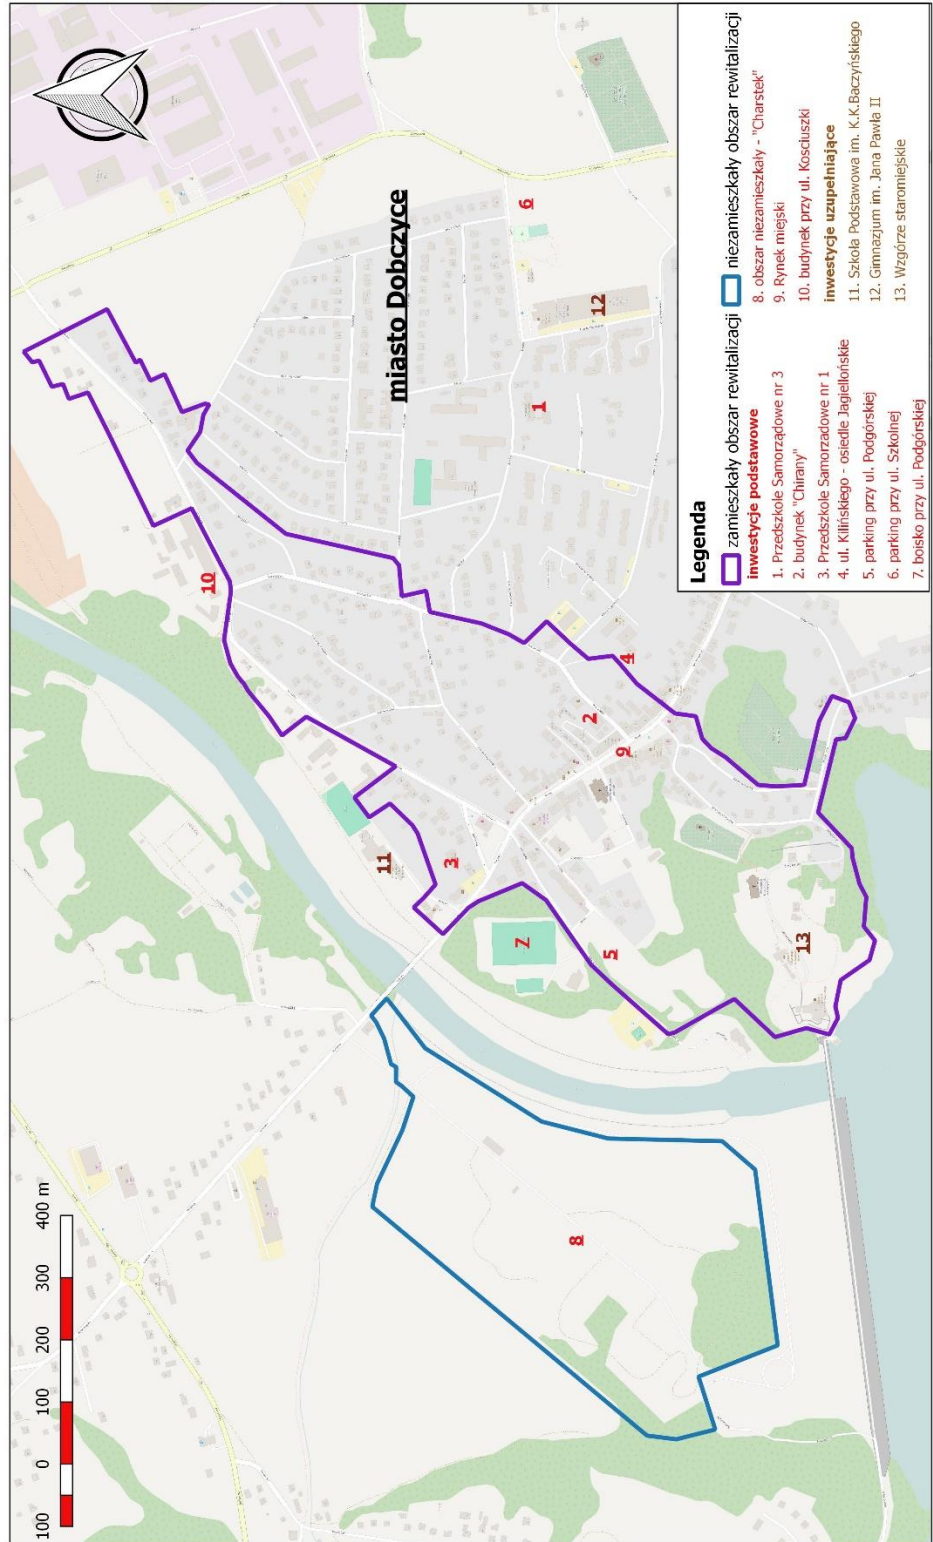 miasto Dobczyce
100 0 100 200 300 400 m
1
2
3
4
5
6
7
8
9
10
11
12
13
Legenda
zamieszkały obszar rewitalizacji
inwestycje podstawowe
1. Przedszkole Samorządowe nr 3
2. budynek "Chirany"
3. Przedszkole Samorzadowe nr 1
4. ul. Kilińskiego - osiedle Jagiellońskie
5. parking przy ul. Podgórskiej
6. parking przy ul. Szkolnej
7. boisko przy ul. Podgórskiej
niezamieszkały obszar rewitalizacji
8. obszar niezamieszkały - "Charstek"
9. Rynek miejski
10. budynek przy ul. Kosciuszki
inwestycje uzupełniające
11. Szkoła Podstawowa im. K.K.Baczyńskiego
12. Gimnazjum im. Jana Pawła II
13. Wzgórze staromiejskie